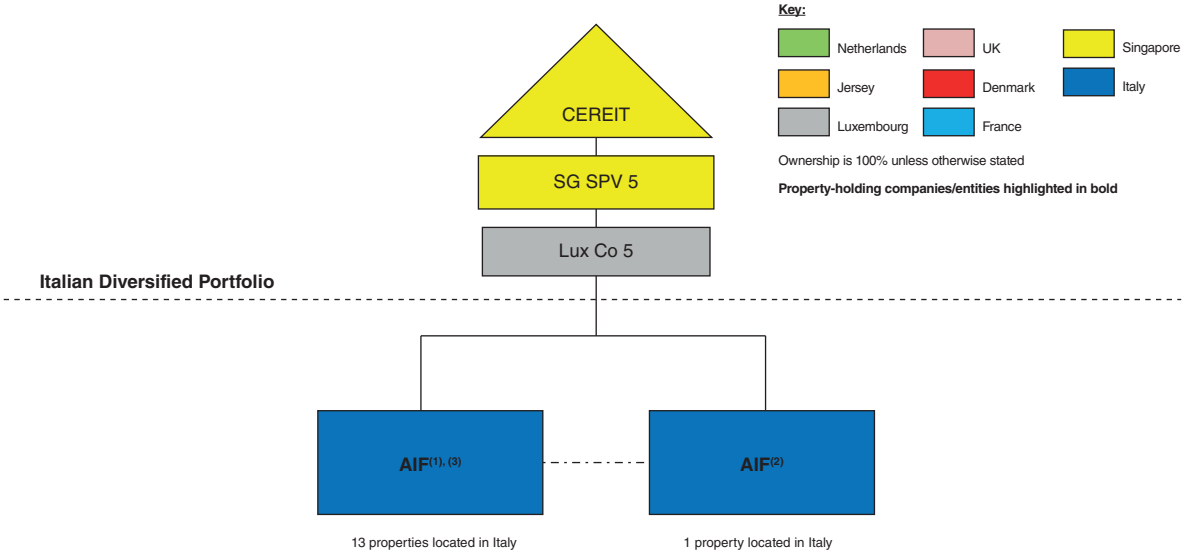 Key:
Netherlands
UK
Singapore
Jersey
Denmark
Italy
Luxembourg
France
Ownership is 100% unless otherwise stated
Property-holding companies/entities highlighted in bold
CEREIT
SG SPV 5
Lux Co 5
Italian Diversified Portfolio
AIF(1), (3)
AIF(2)
13 properties located in Italy
1 property located in Italy